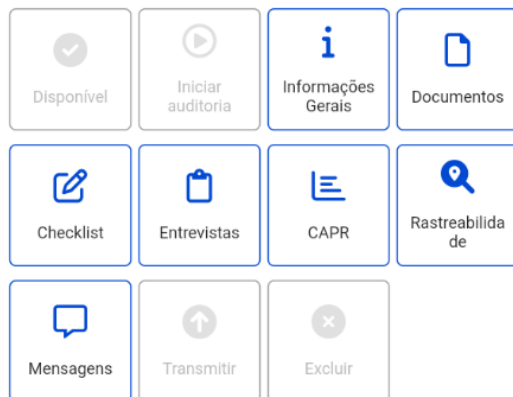 Disponível
Iniciar
auditoria
Informações
Gerais
Documentos
Checklist
Entrevistas
CAPR
Rastreabilida
de
Mensagens
Transmitir
Excluir